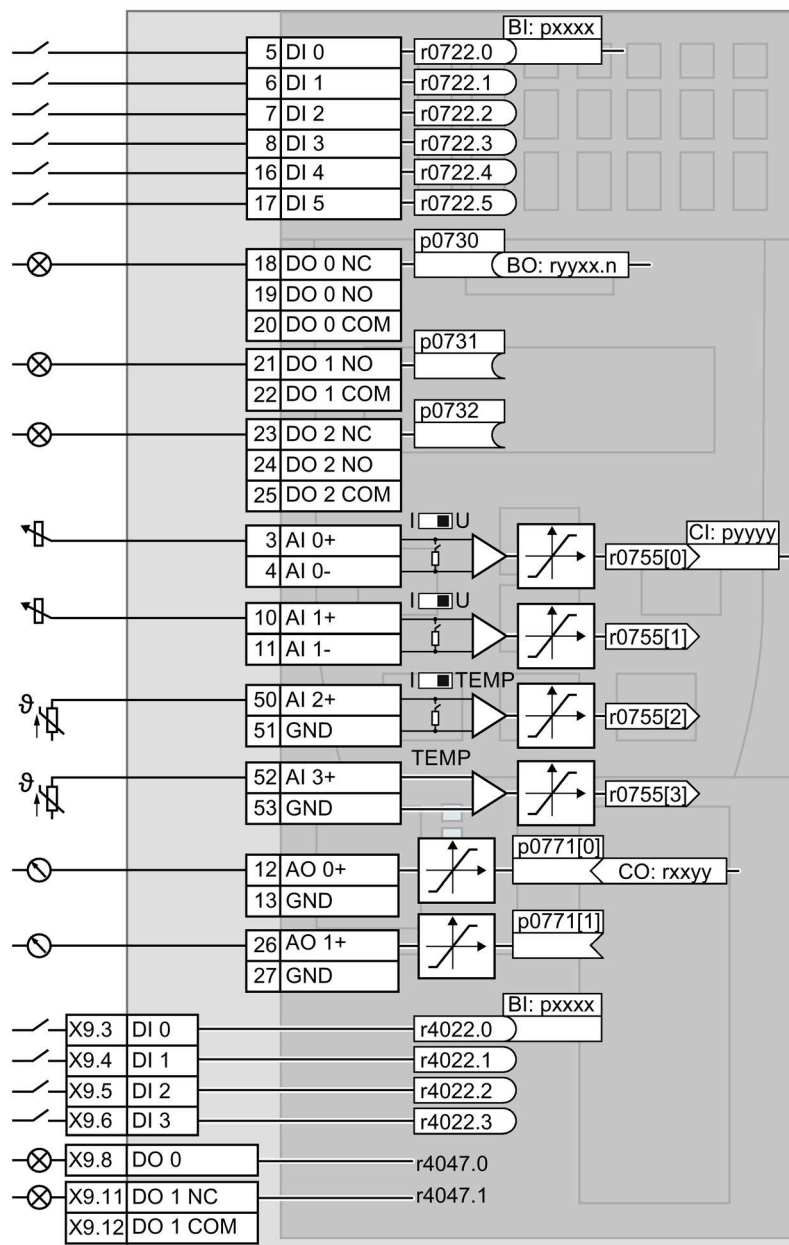 BI: pxxxx
5 DI 0 r0722.0
6 DI 1 r0722.1
7 DI 2 r0722.2
8 DI 3 r0722.3
16 DI 4 r0722.4
17 DI 5 r0722.5
p0730
18 DO 0 NC BO: ryyxx.n
19 DO 0 NO
20 DO 0 COM
p0731
21 DO 1 NO
22 DO 1 COM
p0732
23 DO 2 NC
24 DO 2 NO
25 DO 2 COM
I U
CI: pyyyy
3 AI 0+
r0755[0]
4 AI 0-
I U
10 AI 1+
r0755[1]
11 AI 1-
I TEMP
ϑ 50 AI 2+
r0755[2]
51 GND
TEMP
ϑ 52 AI 3+
r0755[3]
53 GND
p0771[0]
12 AO 0+ CO: rxxyy
13 GND
p0771[1]
26 AO 1+
27 GND
BI: pxxxx
X9.3 DI 0 r4022.0
X9.4 DI 1 r4022.1
X9.5 DI 2 r4022.2
X9.6 DI 3 r4022.3
X9.8 DO 0 r4047.0
X9.11 DO 1 NC r4047.1
X9.12 DO 1 COM